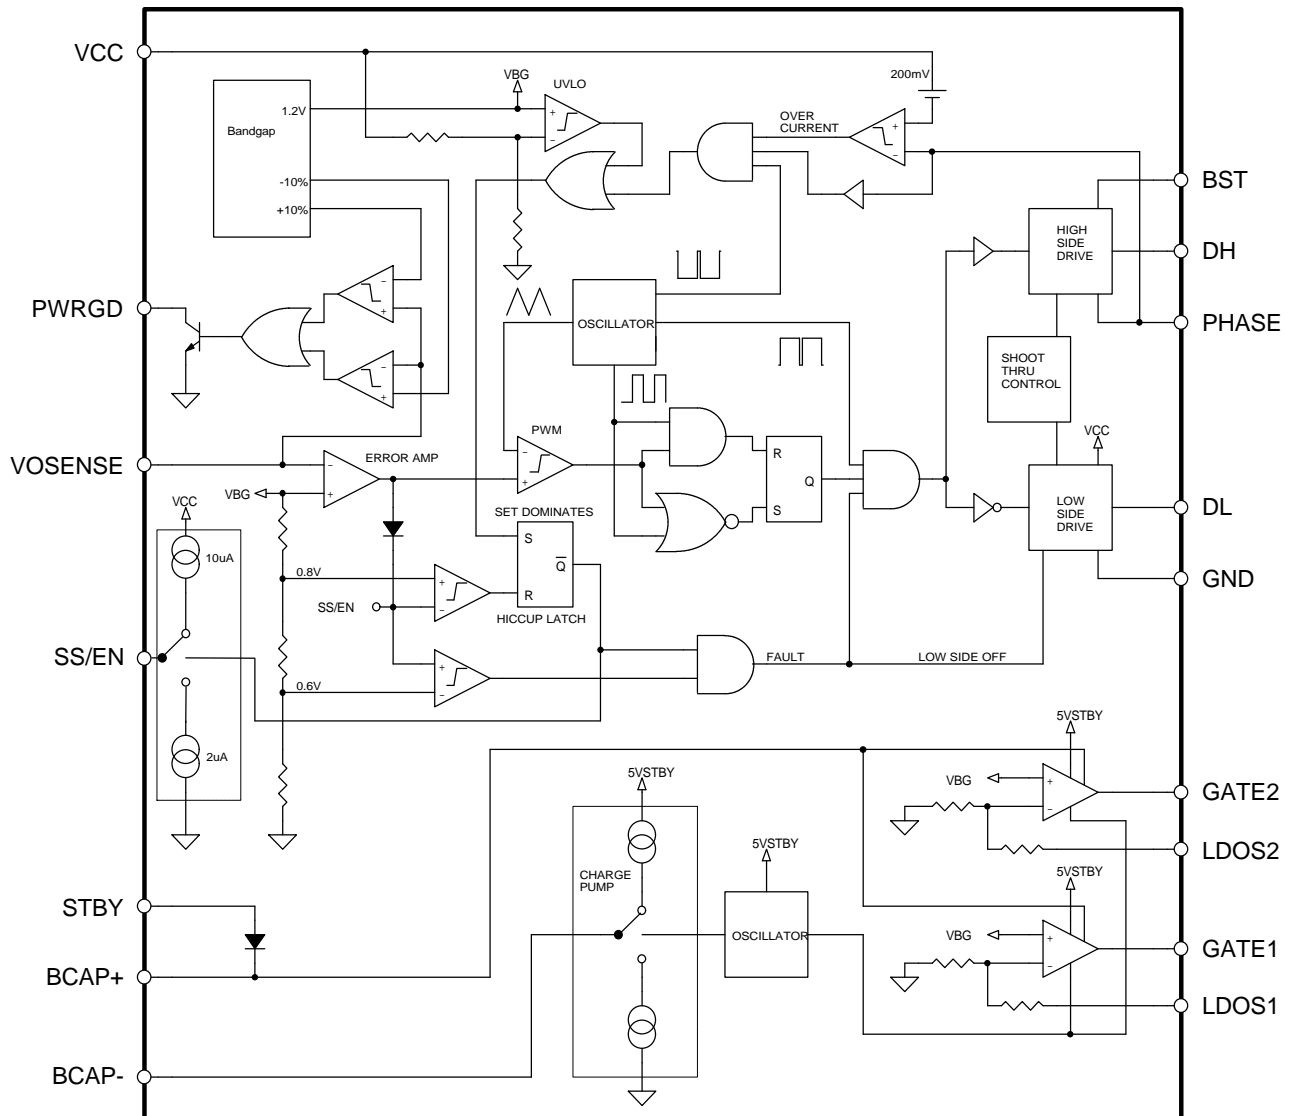 VCC
200mV
VBG
UVLO
1.2V
+
OVER
CURRENT
+
Bandgap
−
−
-10%
BST
+10%
HIGH
SIDE
DRIVE
DH
−
PWRGD
+
OSCILLATOR
PHASE
SHOOT
THRU
CONTROL
−
+
PWM
VCC
−
R
ERROR AMP
VOSENSE
−
+
Q
LOW
SIDE
DRIVE
VBG
+
VCC
DL
SET DOMINATES
S
S
10uA
Q
0.8V
+
GND
R
SS/EN
−
HICCUP LATCH
SS/EN
+
FAULT
LOW SIDE OFF
0.6V
−
5VSTBY
2uA
5VSTBY
VBG
+
GATE2
−
5VSTBY
LDOS2
CHARGE
PUMP
5VSTBY
STBY
OSCILLATOR
VBG
+
GATE1
−
BCAP+
LDOS1
BCAP-